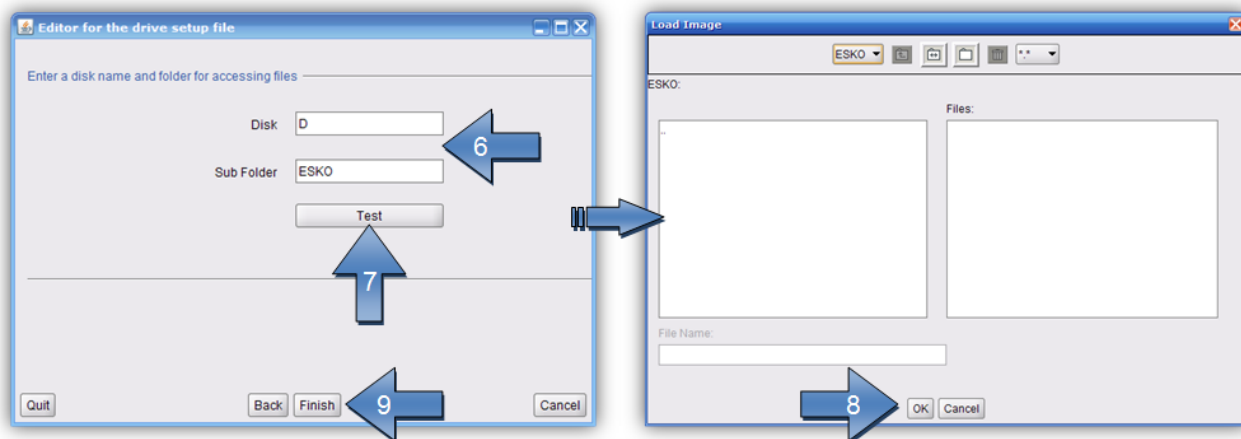 Editor for the drive setup file
Enter a disk name and folder for accessing files
Disk D
6
Sub Folder ESKO
Test
7
Quit Back Finish 9 Cancel
Load Image
ESKO *.*
ESKO:
Files:
..
File Name:
8 OK Cancel